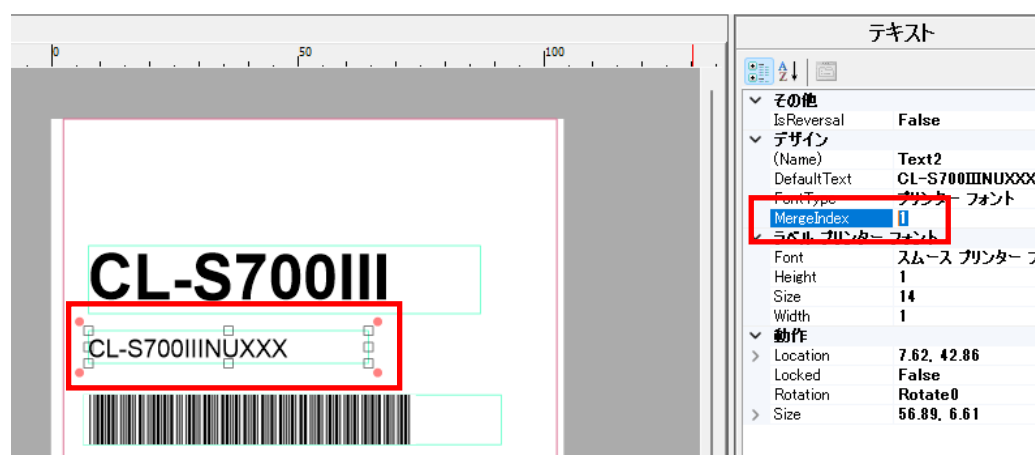 0 50 100
CL-S700III
CL-S700IIINUXXX
テキスト
その他
IsReversal False
デザイン
(Name) Text2
DefaultText CL-S700IIINUXXX
FontType プリンター フォント
MergeIndex 1
ラベル プリンター フォント
Font スムース プリンター フ
Height 1
Size 14
Width 1
動作
Location 7.62, 42.86
Locked False
Rotation Rotate0
Size 56.89, 6.61